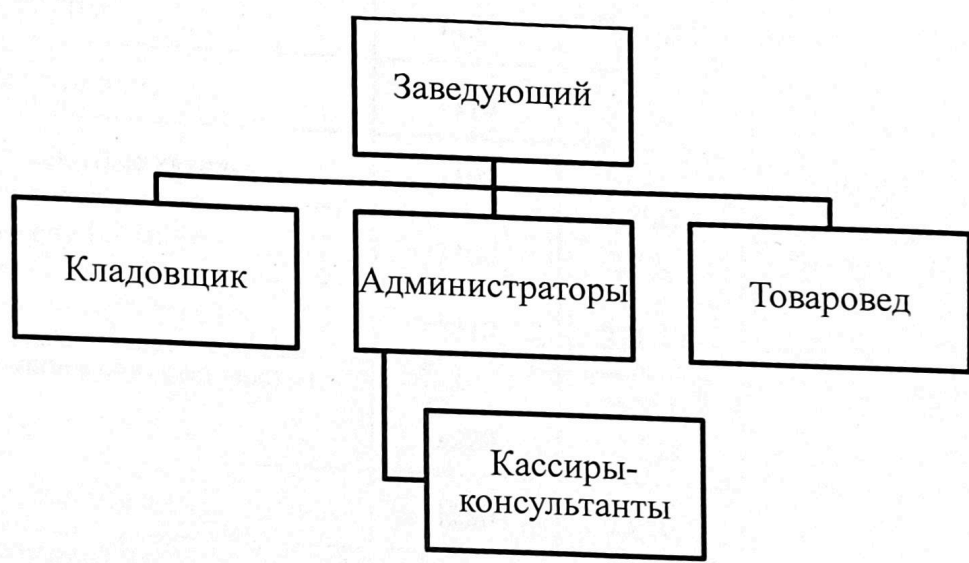 Заведующий
Кладовщик
Администраторы
Товаровед
Кассиры-
консультанты